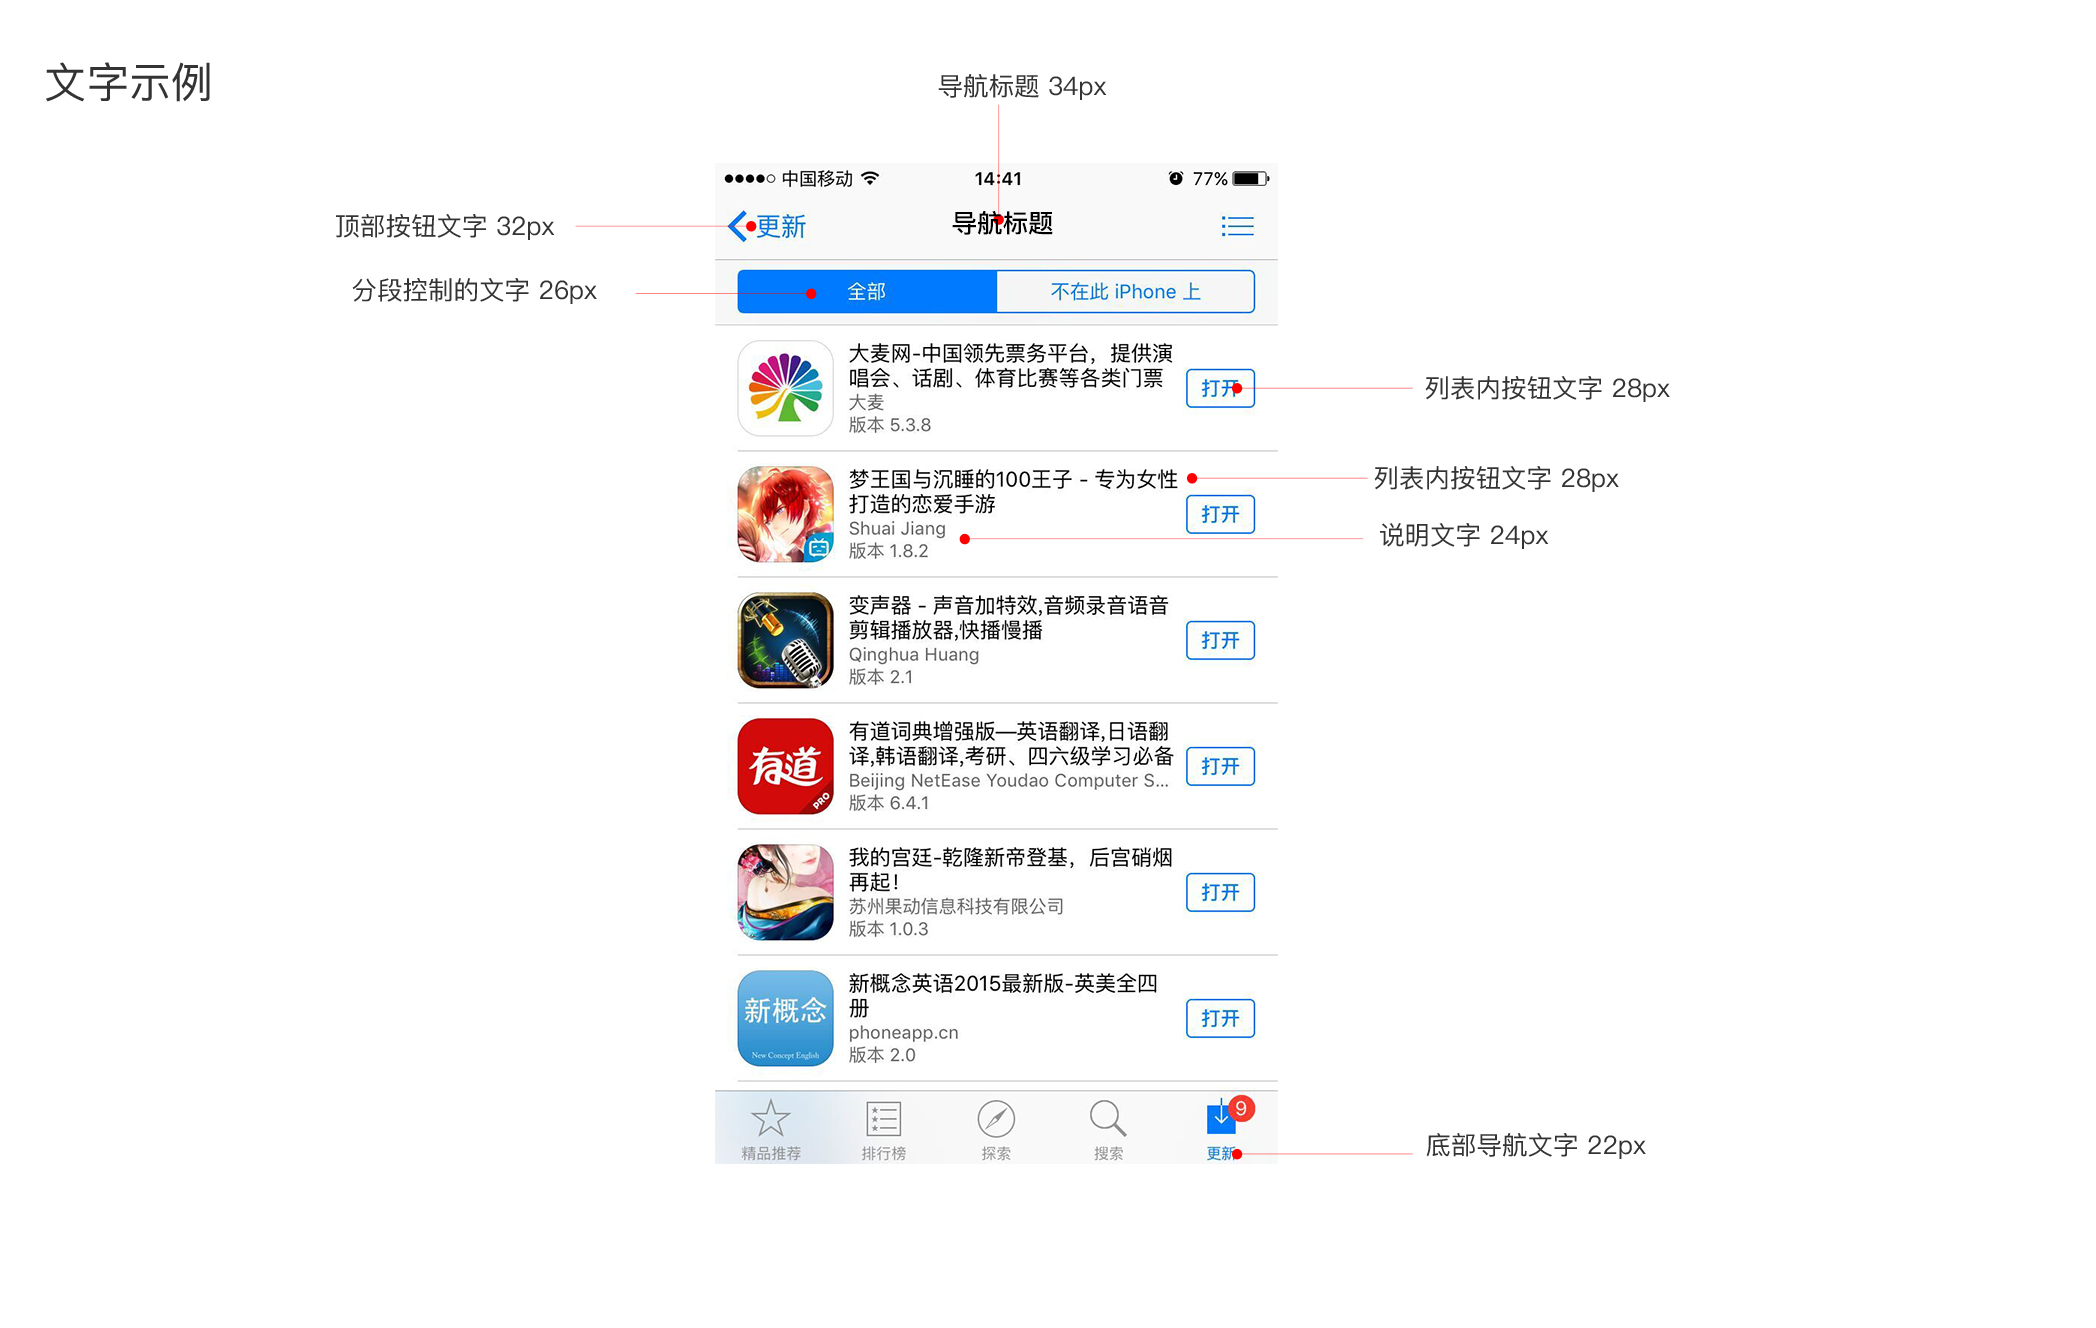 文字示例
导航标题 34px
中国移动 14:41 77%
顶部按钮文字 32px
更新 导航标题
分段控制的文字 26px
全部 不在此 iPhone 上
大麦网-中国领先票务平台，提供演
唱会、话剧、体育比赛等各类门票
大麦
版本 5.3.8
打开
列表内按钮文字 28px
梦王国与沉睡的100王子 - 专为女性
打造的恋爱手游
Shuai Jiang
版本 1.8.2
打开
列表内按钮文字 28px
说明文字 24px
变声器 - 声音加特效,音频录音语音
剪辑播放器,快播慢播
Qinghua Huang
版本 2.1
打开
有道
PRO
有道词典增强版—英语翻译,日语翻
译,韩语翻译,考研、四六级学习必备
Beijing NetEase Youdao Computer S...
版本 6.4.1
打开
我的宫廷-乾隆新帝登基，后宫硝烟
再起！
苏州果动信息科技有限公司
版本 1.0.3
打开
新概念
New Concept English
新概念英语2015最新版-英美全四
册
phoneapp.cn
版本 2.0
打开
9
精品推荐 排行榜 探索 搜索 更新
底部导航文字 22px